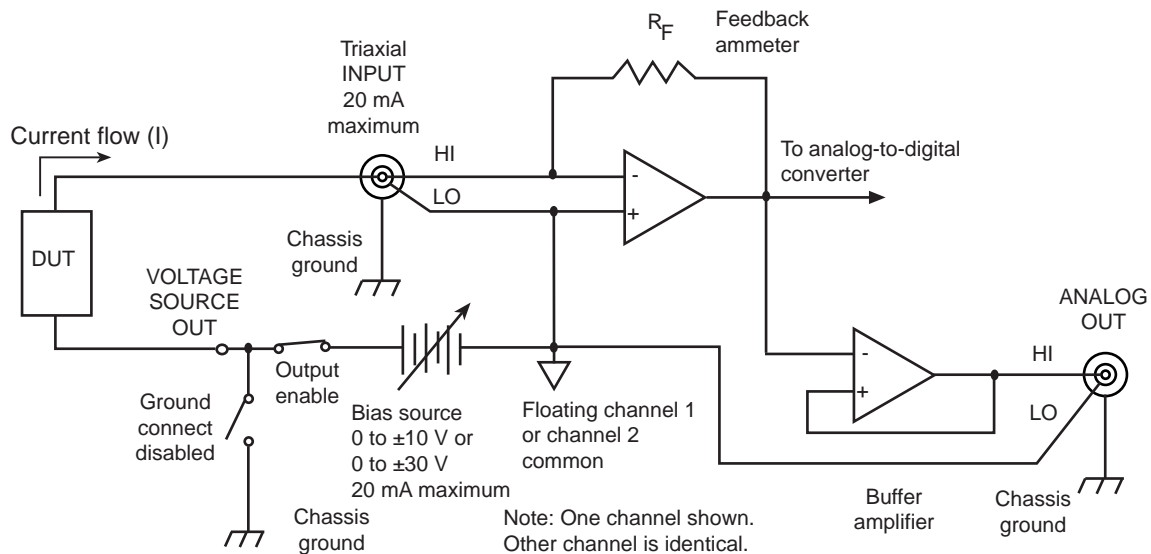 R_F
Feedback
ammeter
Triaxial
INPUT
20 mA
maximum
Current flow (I)
HI
LO
-
+
To analog-to-digital
converter
DUT
Chassis
ground
VOLTAGE
SOURCE
OUT
Output
enable
Ground
connect
disabled
Bias source
0 to ±10 V or
0 to ±30 V
20 mA maximum
Floating channel 1
or channel 2
common
-
+
ANALOG
OUT
HI
LO
Chassis
ground
Note: One channel shown.
Other channel is identical.
Buffer
amplifier
Chassis
ground